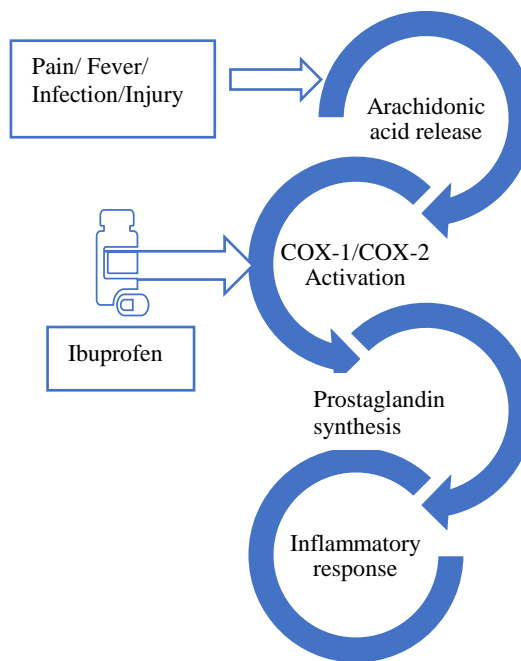 Pain/ Fever/
Infection/Injury
Arachidonic
acid release
COX-1/COX-2
Activation
Ibuprofen
Prostaglandin
synthesis
Inflammatory
response